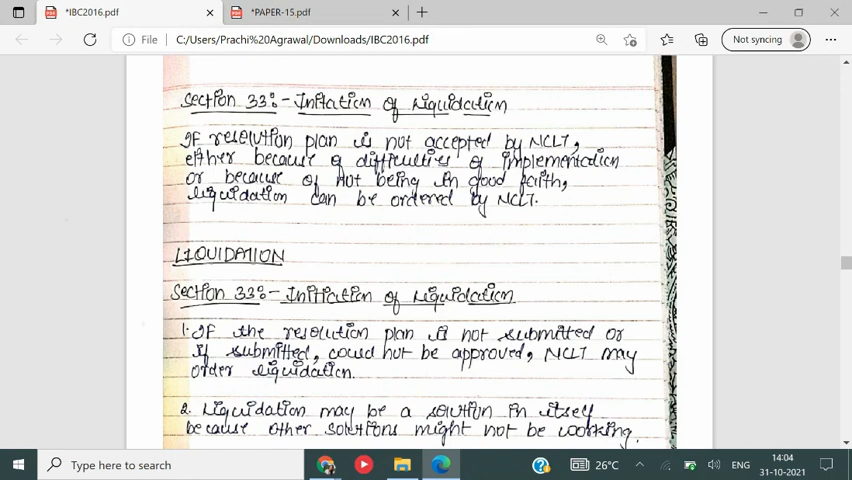 *IBC2016.pdf
*PAPER-15.pdf
File
C:/Users/Prachi%20Agrawal/Downloads/IBC2016.pdf
Not syncing
Section 33:- Initiation of Liquidation
If resolution plan is not accepted by NCLT,
either because of difficulties of implementation
or because of not being in good faith,
liquidation can be ordered by NCLT.
LIQUIDATION
Section 33:- Initiation of Liquidation
1. If the resolution plan is not submitted or
if submitted, could not be approved, NCLT may
order liquidation.
2. Liquidation may be a solution in itself
because other solutions might not be working.
Type here to search
26°C
ENG
14:04
31-10-2021